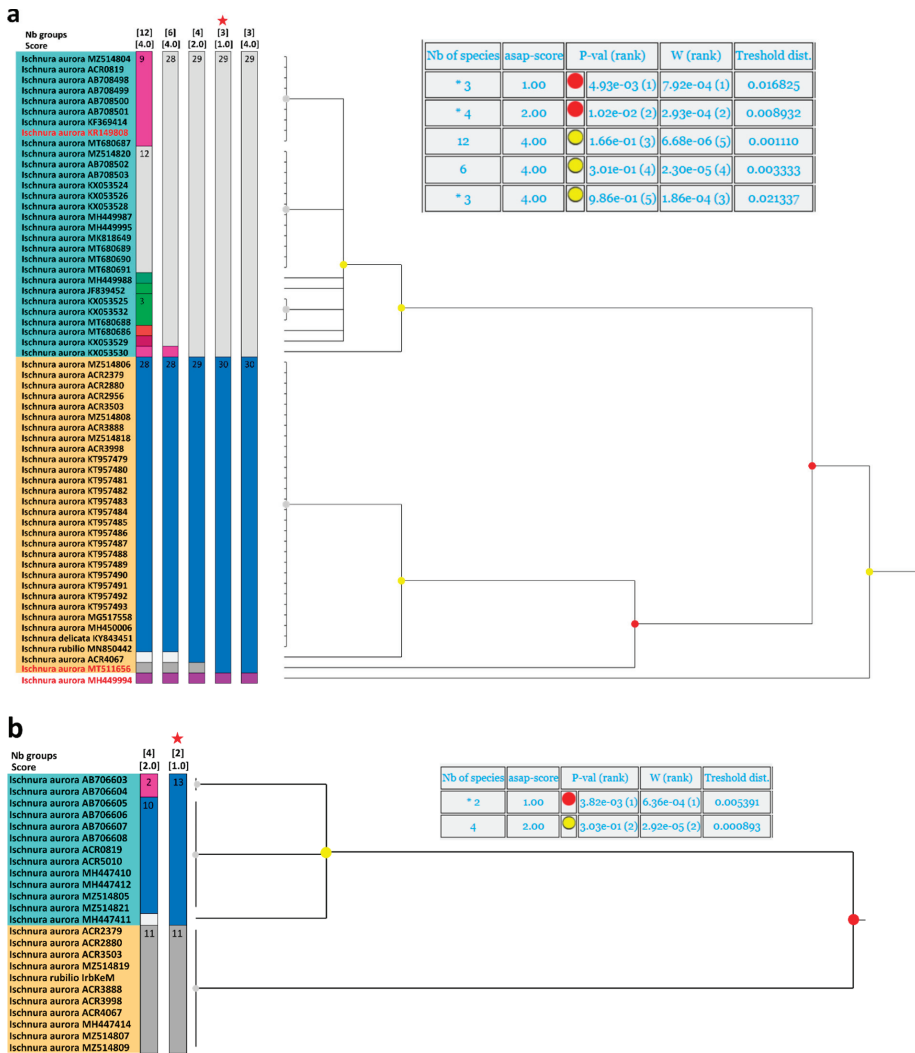 a
Nb groups [12] [6] [4] [3] [3]
Score [4.0] [4.0] [2.0] [1.0] [4.0]
Ischnura aurora MZ514804 9 28 29 29 29
Ischnura aurora ACR0819
Ischnura aurora AB708498
Ischnura aurora AB708499
Ischnura aurora AB708500
Ischnura aurora AB708501
Ischnura aurora KF369414
Ischnura aurora KR149808
Ischnura aurora MT680687
Ischnura aurora MZ514820 12
Ischnura aurora AB708502
Ischnura aurora AB708503
Ischnura aurora KX053524
Ischnura aurora KX053526
Ischnura aurora KX053528
Ischnura aurora MH449987
Ischnura aurora MH449995
Ischnura aurora MK818649
Ischnura aurora MT680689
Ischnura aurora MT680690
Ischnura aurora MT680691
Ischnura aurora MH449988
Ischnura aurora JF839452
Ischnura aurora KX053525 3
Ischnura aurora KX053532
Ischnura aurora MT680688
Ischnura aurora MT680686
Ischnura aurora KX053529
Ischnura aurora KX053530
Ischnura aurora MZ514806 28 28 29 30 30
Ischnura aurora ACR2379
Ischnura aurora ACR2880
Ischnura aurora ACR2956
Ischnura aurora ACR3503
Ischnura aurora MZ514808
Ischnura aurora ACR3888
Ischnura aurora MZ514818
Ischnura aurora ACR3998
Ischnura aurora KT957479
Ischnura aurora KT957480
Ischnura aurora KT957481
Ischnura aurora KT957482
Ischnura aurora KT957483
Ischnura aurora KT957484
Ischnura aurora KT957485
Ischnura aurora KT957486
Ischnura aurora KT957487
Ischnura aurora KT957488
Ischnura aurora KT957489
Ischnura aurora KT957490
Ischnura aurora KT957491
Ischnura aurora KT957492
Ischnura aurora KT957493
Ischnura aurora MG517558
Ischnura aurora MH450006
Ischnura delicata KY843451
Ischnura rubilio MN850442
Ischnura aurora ACR4067
Ischnura aurora MT511656
Ischnura aurora MH449994
Nb of species asap-score P-val (rank) W (rank) Treshold dist.
* 3 1.00 4.93e-03 (1) 7.92e-04 (1) 0.016825
* 4 2.00 1.02e-02 (2) 2.93e-04 (2) 0.008932
12 4.00 1.66e-01 (3) 6.68e-06 (5) 0.001110
6 4.00 3.01e-01 (4) 2.30e-05 (4) 0.003333
* 3 4.00 9.86e-01 (5) 1.86e-04 (3) 0.021337
b
Nb groups [4] [2]
Score [2.0] [1.0]
Ischnura aurora AB706603 2 13
Ischnura aurora AB706604
Ischnura aurora AB706605 10
Ischnura aurora AB706606
Ischnura aurora AB706607
Ischnura aurora AB706608
Ischnura aurora ACR0819
Ischnura aurora ACR5010
Ischnura aurora MH447410
Ischnura aurora MH447412
Ischnura aurora MZ514805
Ischnura aurora MZ514821
Ischnura aurora MH447411
Ischnura aurora ACR2379 11 11
Ischnura aurora ACR2880
Ischnura aurora ACR3503
Ischnura aurora MZ514819
Ischnura rubilio IrbKeM
Ischnura aurora ACR3888
Ischnura aurora ACR3998
Ischnura aurora ACR4067
Ischnura aurora MH447414
Ischnura aurora MZ514807
Ischnura aurora MZ514809
Nb of species asap-score P-val (rank) W (rank) Treshold dist.
* 2 1.00 3.82e-03 (1) 6.36e-04 (1) 0.005391
4 2.00 3.03e-01 (2) 2.92e-05 (2) 0.000893